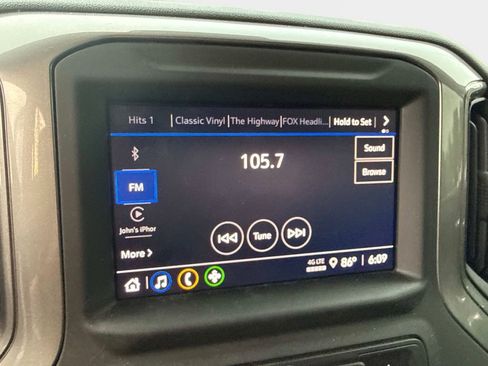 Hits 1 Classic Vinyl The Highway FOX Headli... Hold to Set
105.7
Sound
Browse
FM
John's iPhor
More
Tune
4G LTE 86° 6:09